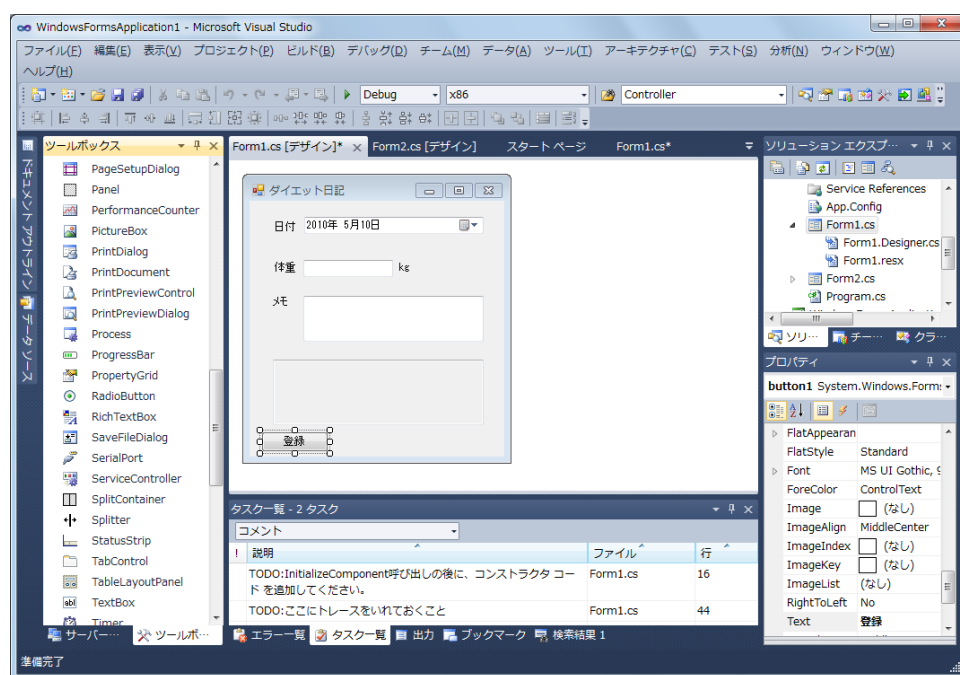 WindowsFormsApplication1 - Microsoft Visual Studio
ファイル(F) 編集(E) 表示(V) プロジェクト(P) ビルド(B) デバッグ(D) チーム(M) データ(A) ツール(T) アーキテクチャ(C) テスト(S) 分析(N) ウィンドウ(W)
ヘルプ(H)
Debug x86 Controller
ドキュメント アウトライン
データ ソース
ツールボックス
PageSetupDialog
Panel
PerformanceCounter
PictureBox
PrintDialog
PrintDocument
PrintPreviewControl
PrintPreviewDialog
Process
ProgressBar
PropertyGrid
RadioButton
RichTextBox
SaveFileDialog
SerialPort
ServiceController
SplitContainer
Splitter
StatusStrip
TabControl
TableLayoutPanel
TextBox
Timer
サーバー… ツールボ…
Form1.cs [デザイン]* Form2.cs [デザイン] スタート ページ Form1.cs*
ダイエット日記
日付 2010年 5月10日
体重 kg
メモ
登録
タスク一覧 - 2 タスク
コメント
! 説明 ファイル 行
TODO:InitializeComponent呼び出しの後に、コンストラクタ コー Form1.cs 16
ド を追加してください。
TODO:ここにトレースをいれておくこと Form1.cs 44
エラー一覧 タスク一覧 出力 ブックマーク 検索結果 1
ソリューション エクスプ…
Service References
App.Config
Form1.cs
Form1.Designer.cs
Form1.resx
Form2.cs
Program.cs
ソリ… チー… クラ…
プロパティ
button1 System.Windows.Forms
FlatAppearan
FlatStyle Standard
Font MS UI Gothic, 9
ForeColor ControlText
Image (なし)
ImageAlign MiddleCenter
ImageIndex (なし)
ImageKey (なし)
ImageList (なし)
RightToLeft No
Text 登録
準備完了